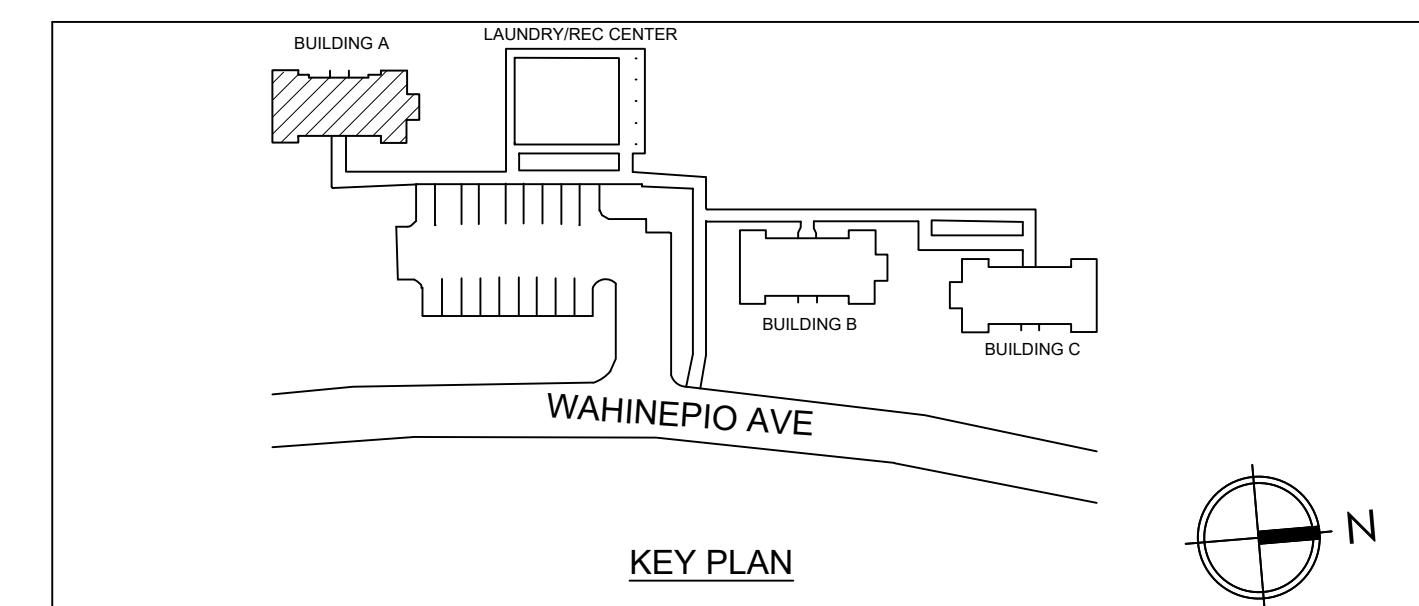 LAUNDRY/REC CENTER
BUILDING A
BUILDING B
BUILDING C
WAHINEPIO AVE
N
KEY PLAN